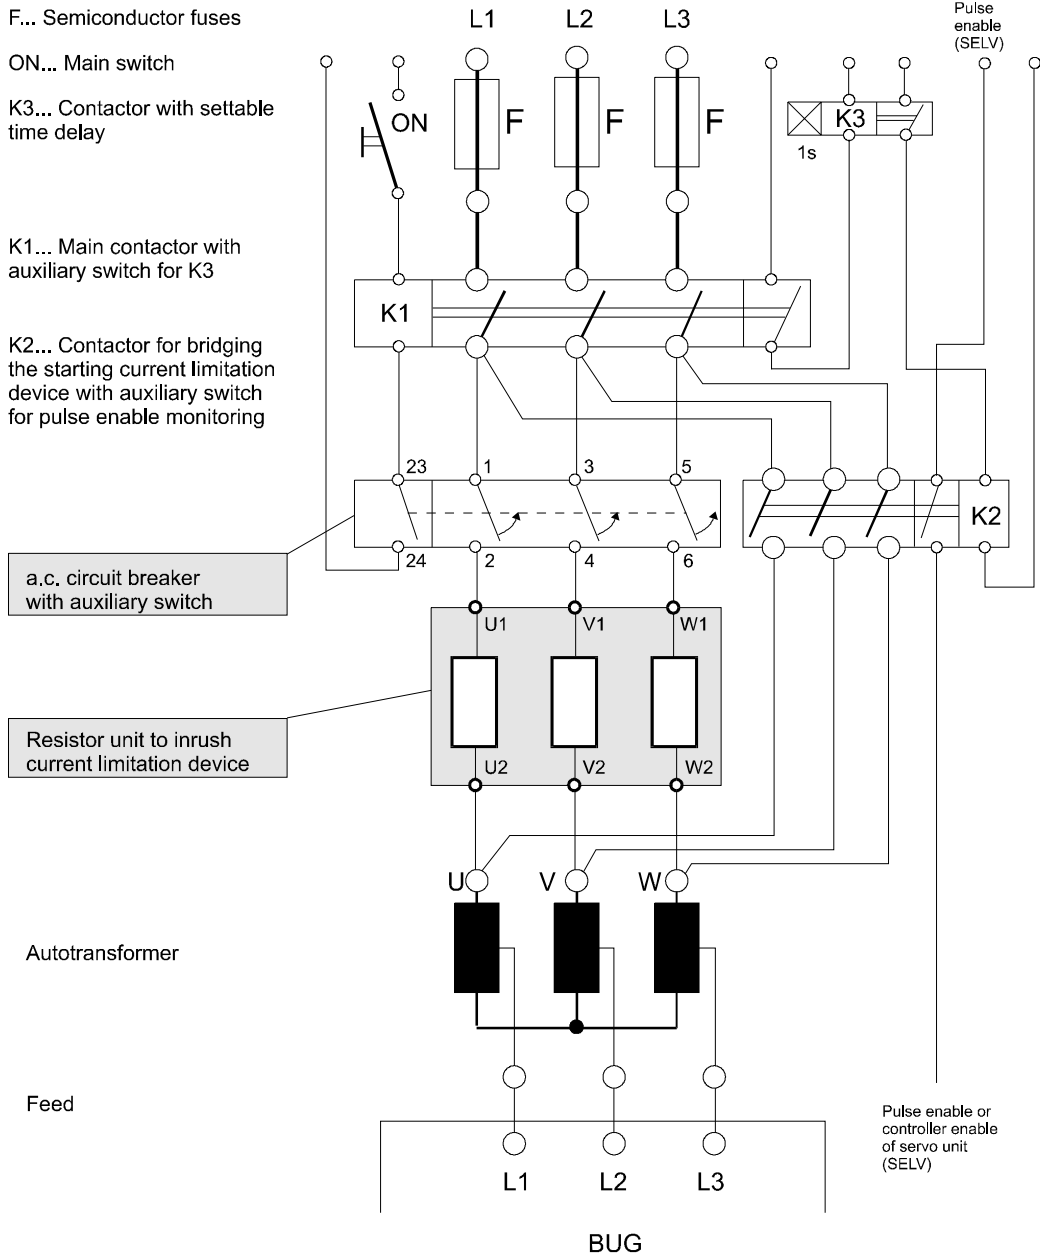 F... Semiconductor fuses
ON... Main switch
K3... Contactor with settable
time delay
K1... Main contactor with
auxiliary switch for K3
K2... Contactor for bridging
the starting current limitation
device with auxiliary switch
for pulse enable monitoring
L1 L2 L3
Pulse
enable
(SELV)
ON F F F
K3
1s
K1
23 1 3 5
K2
24 2 4 6
a.c. circuit breaker
with auxiliary switch
U1 V1 W1
Resistor unit to inrush
current limitation device
U2 V2 W2
U V W
Autotransformer
Feed
Pulse enable or
controller enable
of servo unit
(SELV)
L1 L2 L3
BUG